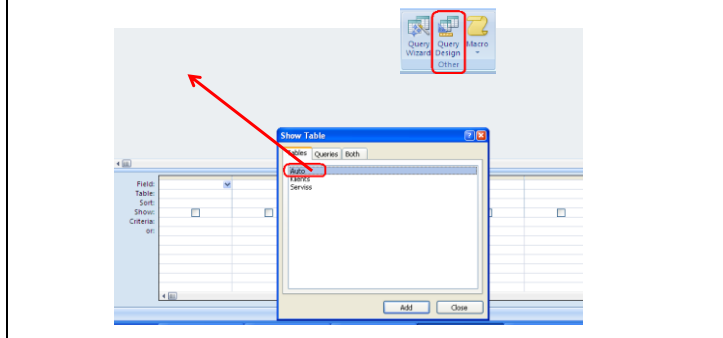 Query Query Macro
Wizard Design
Other
Show Table
Tables Queries Both
Auto
Klients
Serviss
Field:
Table:
Sort:
Show:
Criteria:
or:
Add Close